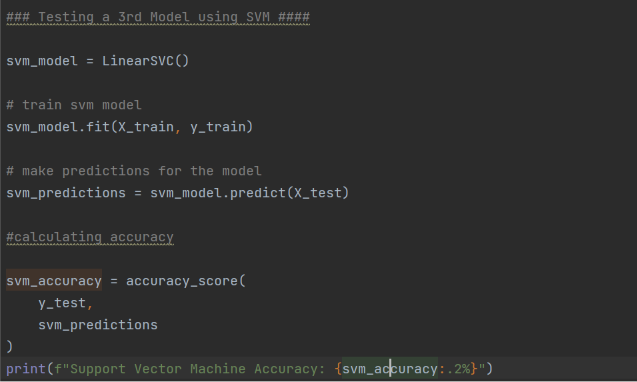 ### Testing a 3rd Model using SVM ####
svm_model = LinearSVC()
# train svm model
svm_model.fit(X_train, y_train)
# make predictions for the model
svm_predictions = svm_model.predict(X_test)
#calculating accuracy
svm_accuracy = accuracy_score(
    y_test,
    svm_predictions
)
print(f"Support Vector Machine Accuracy: {svm_accuracy:.2%}")